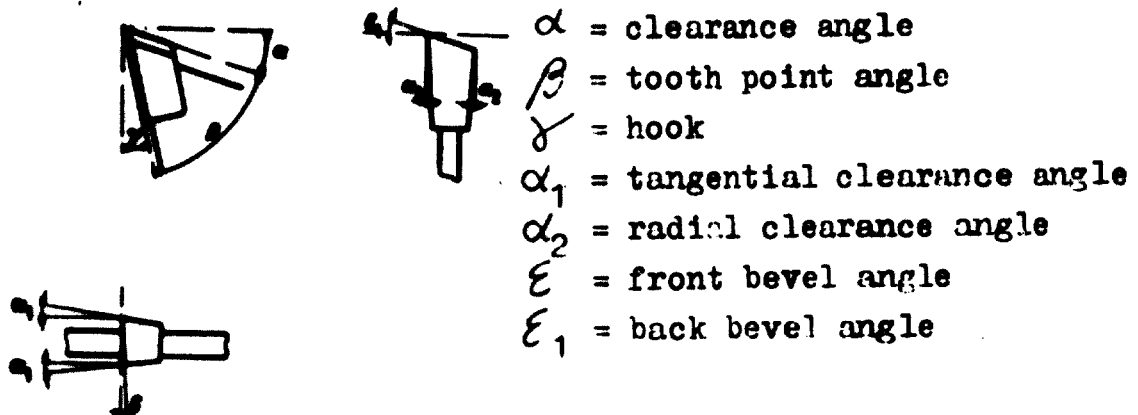 α = clearance angle
β = tooth point angle
γ = hook
α₁ = tangential clearance angle
α₂ = radial clearance angle
ε = front bevel angle
ε₁ = back bevel angle